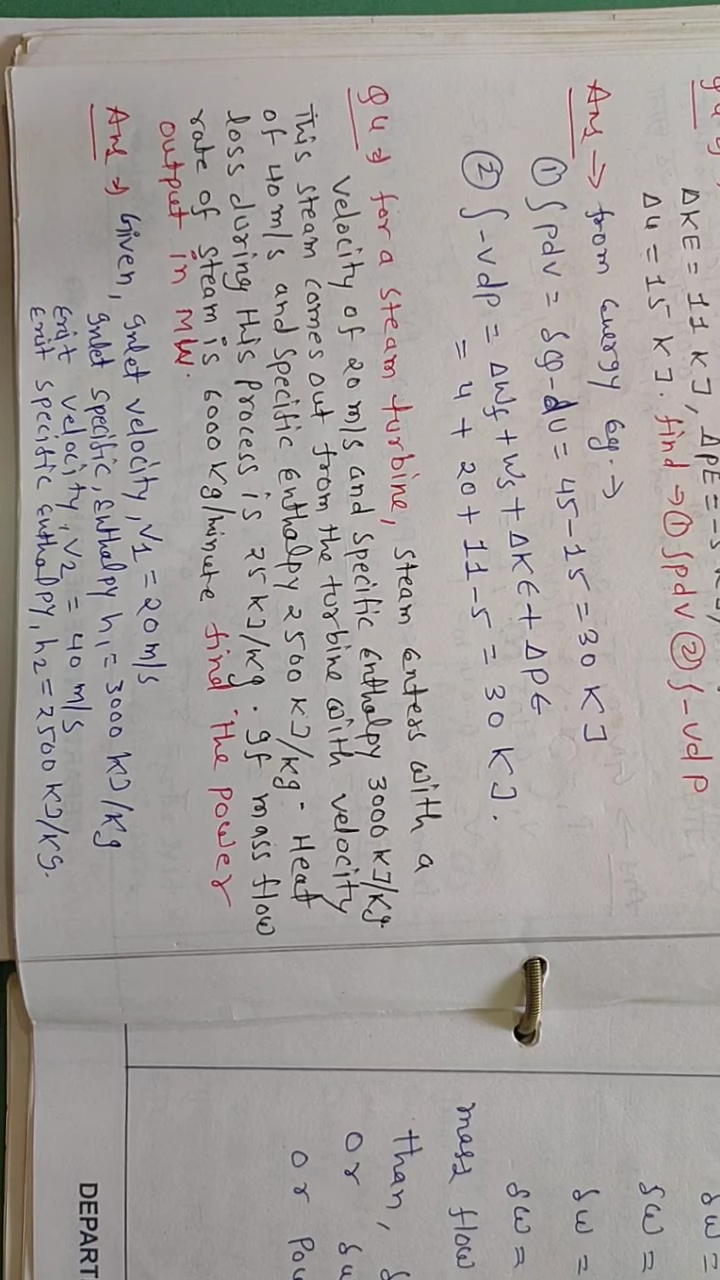 ΔKE = 11 KJ, ΔPE = -5
Δu = 15 KJ. find → ① ∫pdv ② ∫-vdp
Ans → from energy eq. →
① ∫pdv = δq - du = 45 - 15 = 30 KJ
② ∫-vdp = ΔWf + Ws + ΔKE + ΔPE
= 4 + 20 + 11 - 5 = 30 KJ.
Q4 → for a steam turbine, steam enters with a
velocity of 20 m/s and specific enthalpy 3000 KJ/kg
This steam comes out from the turbine with velocity
of 40 m/s and specific enthalpy 2500 KJ/kg. Heat
loss during this process is 25 KJ/kg. If mass flow
rate of steam is 6000 kg/minute find the power
output in MW.
Ans → Given, Inlet velocity, V1 = 20 m/s
Inlet specific, enthalpy h1 = 3000 KJ/kg
Exit velocity, V2 = 40 m/s
Exit specific enthalpy, h2 = 2500 KJ/kg.
δw =
δw =
δw =
δw =
mass flow
than,
or
or
DEPART